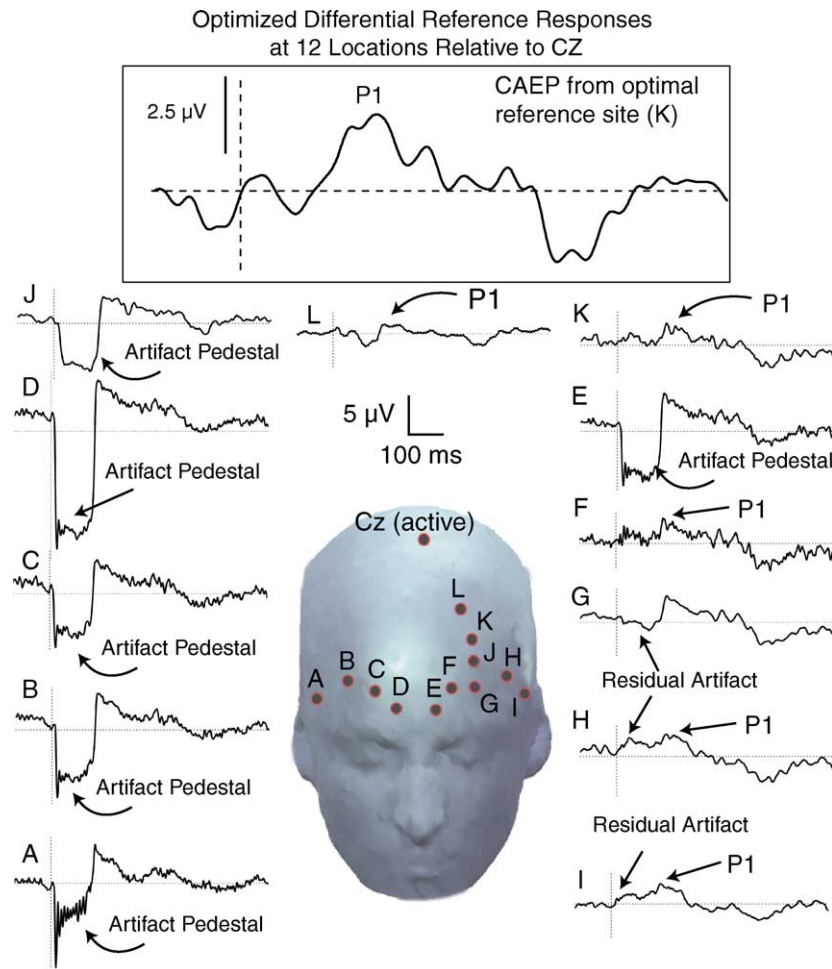 Optimized Differential Reference Responses
at 12 Locations Relative to CZ
2.5 µV
P1
CAEP from optimal
reference site (K)
J
Artifact Pedestal
L
P1
K
P1
D
Artifact Pedestal
5 µV
100 ms
E
Artifact Pedestal
C
Artifact Pedestal
Cz (active)
F
P1
B
Artifact Pedestal
G
Residual Artifact
A
Artifact Pedestal
L
K
J
H
A
B
C
D
E
F
G
I
H
P1
Residual Artifact
I
P1